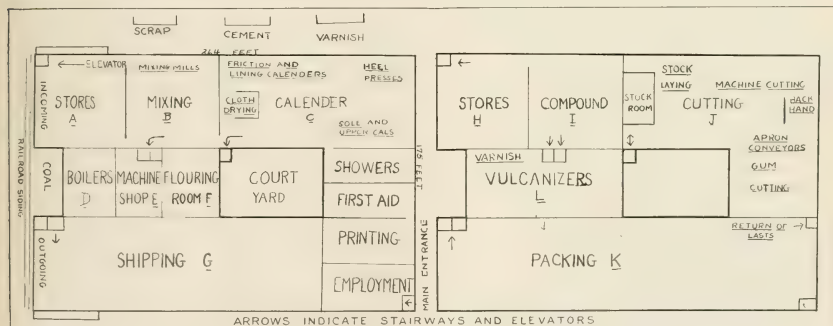 SCRAP
CEMENT
VARNISH
264 FEET
ELEVATOR
MIXING MILLS
FRICTION AND
LINING CALENDERS
HEEL
PRESSES
INCOMING
STORES
A
MIXING
B
CLOTH
DRYING
CALENDER
C
SOLE AND
UPPER CALS
RAILROAD SIDING
COAL
BOILERS
D
MACHINE
SHOP E
FLOURING
ROOM F
COURT
YARD
SHOWERS
FIRST AID
PRINTING
EMPLOYMENT
175 FEET
MAIN ENTRANCE
OUTGOING
SHIPPING G
STORES
H
COMPOUND
I
STOCK
ROOM
STOCK
LAYING
MACHINE CUTTING
CUTTING
J
HAND
APRON
CONVEYORS
GUM
CUTTING
VARNISH
VULCANIZERS
L
RETURN OF
LASTS
PACKING K
ARROWS INDICATE STAIRWAYS AND ELEVATORS